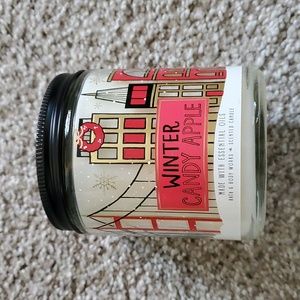 WINTER
CANDY APPLE
MADE WITH ESSENTIAL OILS
BATH & BODY WORKS • SCENTED CANDLE